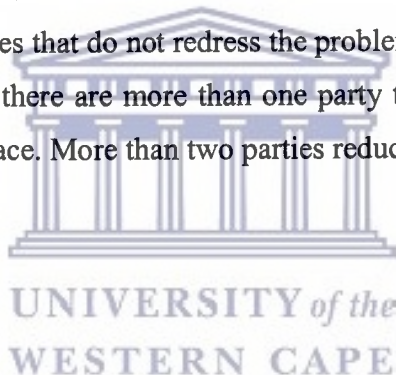 es that do not redress the problem
there are more than one party t
ace. More than two parties reduc
UNIVERSITY of the
WESTERN CAPE